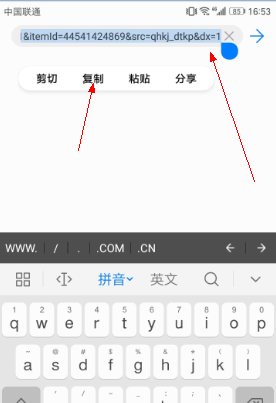 中国联通 83 16:53
&itemId=44541424869&src=qhkj_dtkp&dx=1
剪切 复制 粘贴 分享
WWW. / . .COM .CN
拼音 英文
1 2 3 4 5 6 7 8 9 0
q w e r t y u i o p
~ @ # % & * ( )
a s d f g h j k l